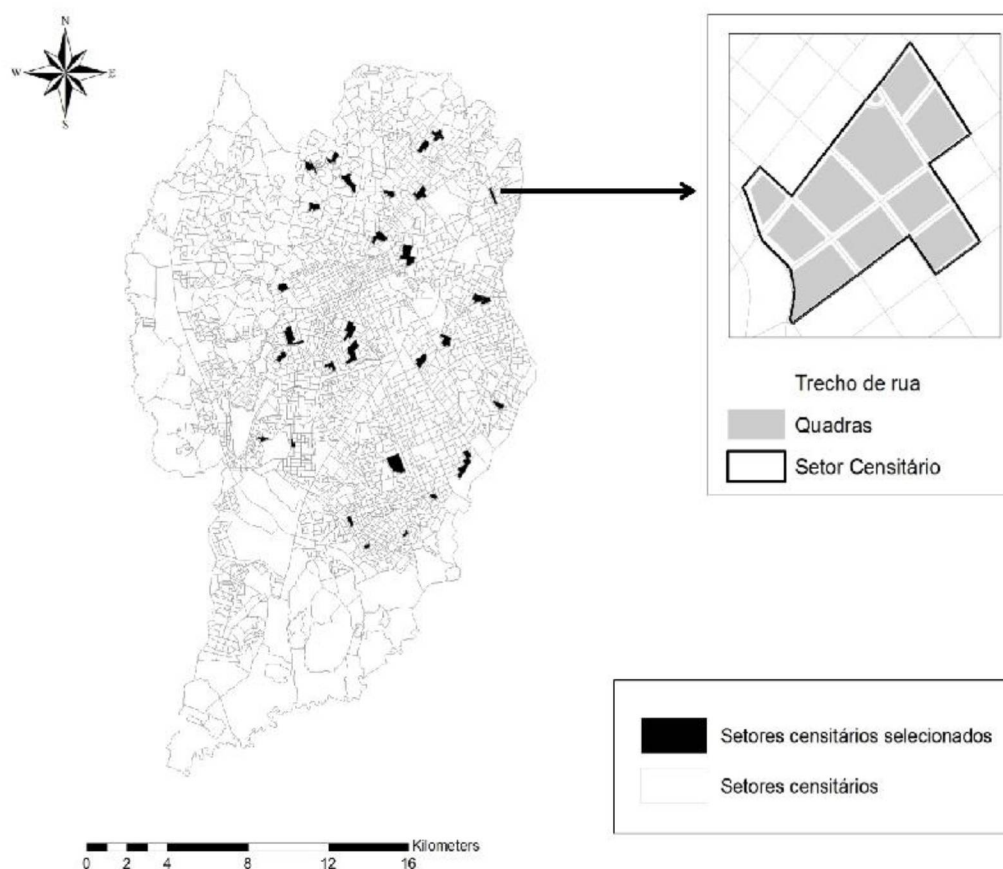 N
W E
S
Trecho de rua
Quadras
Setor Censitário
Setores censitários selecionados
Setores censitários
Kilometers
0 2 4 8 12 16